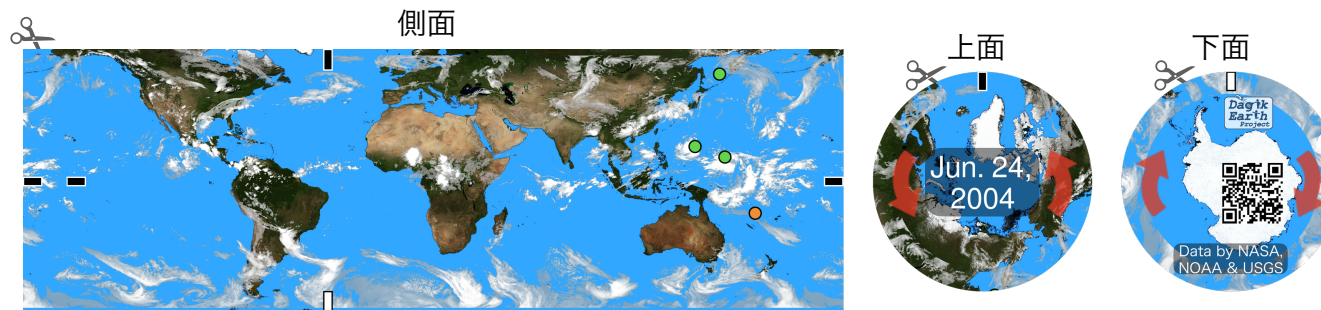 側面
上面
下面
Jun. 24,
2004
Dagik
Earth
Project
Data by NASA,
NOAA & USGS